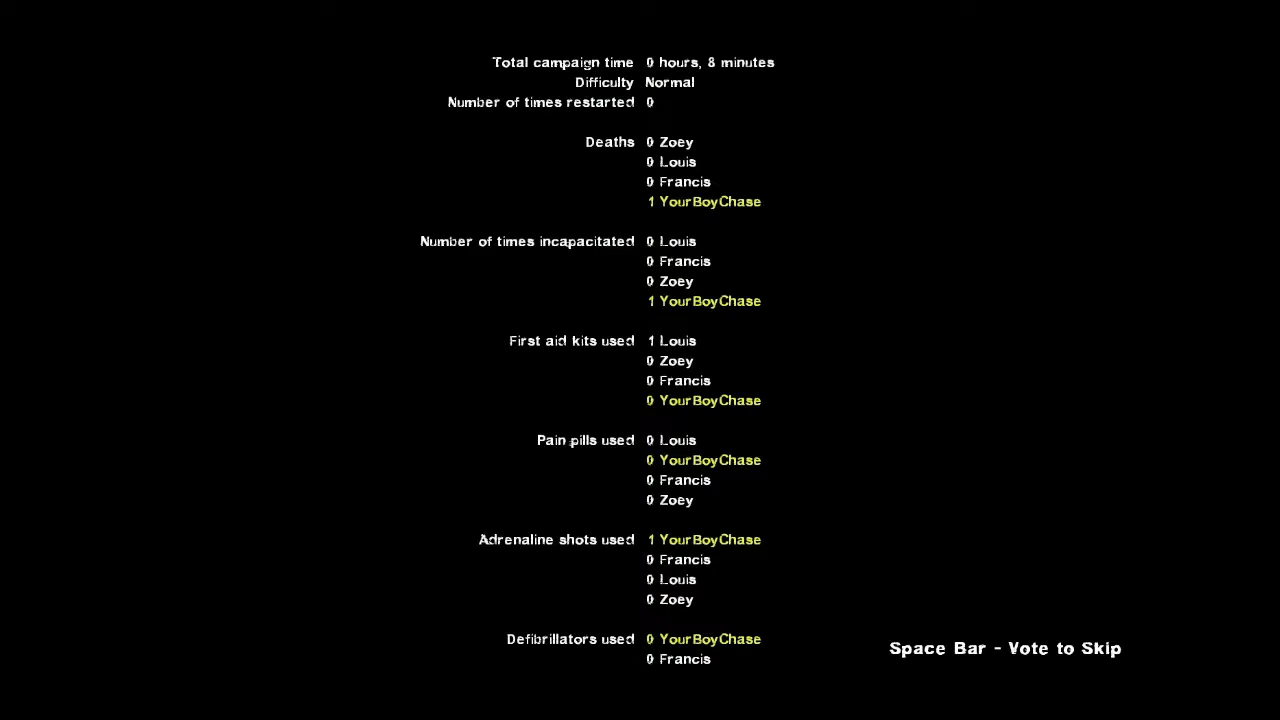 Total campaign time 0 hours, 8 minutes
Difficulty Normal
Number of times restarted 0
Deaths 0 Zoey
0 Louis
0 Francis
1 YourBoyChase
Number of times incapacitated 0 Louis
0 Francis
0 Zoey
1 YourBoyChase
First aid kits used 1 Louis
0 Zoey
0 Francis
0 YourBoyChase
Pain pills used 0 Louis
0 YourBoyChase
0 Francis
0 Zoey
Adrenaline shots used 1 YourBoyChase
0 Francis
0 Louis
0 Zoey
Defibrillators used 0 YourBoyChase
0 Francis
Space Bar - Vote to Skip